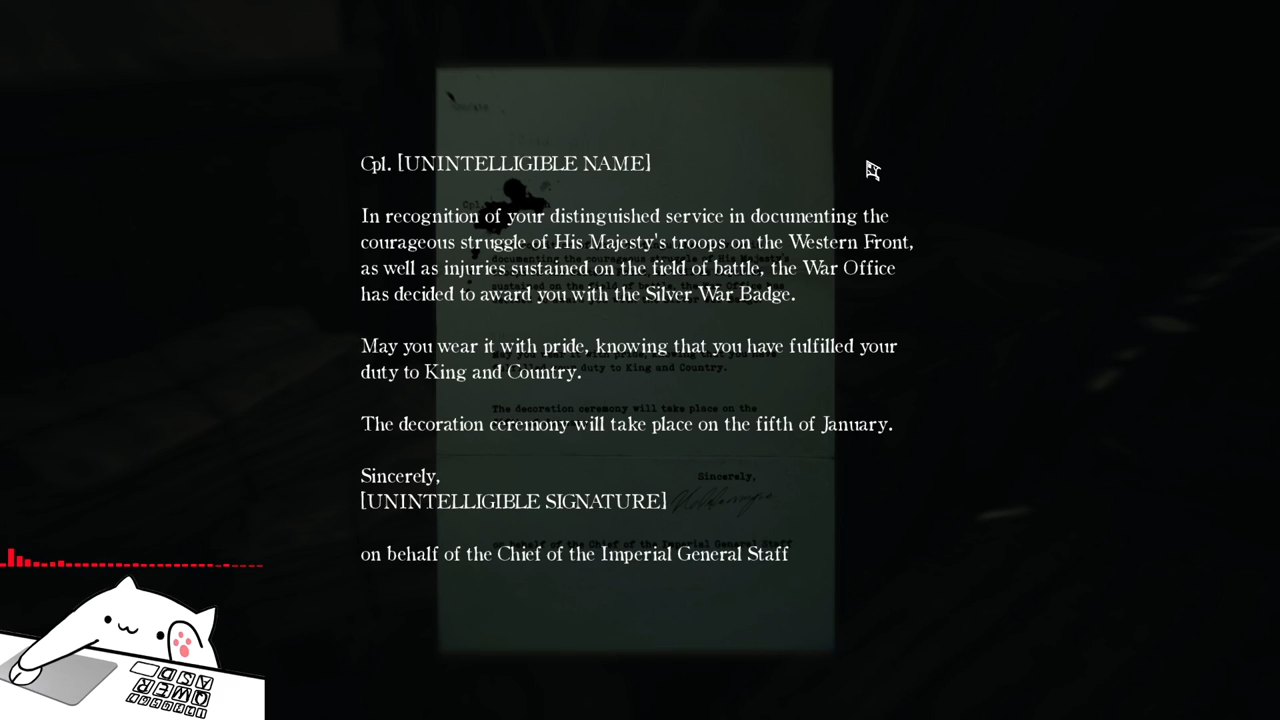 Cpl. [UNINTELLIGIBLE NAME]
In recognition of your distinguished service in documenting the
courageous struggle of His Majesty's troops on the Western Front,
as well as injuries sustained on the field of battle, the War Office
has decided to award you with the Silver War Badge.
May you wear it with pride, knowing that you have fulfilled your
duty to King and Country.
The decoration ceremony will take place on the fifth of January.
Sincerely,
[UNINTELLIGIBLE SIGNATURE]
on behalf of the Chief of the Imperial General Staff